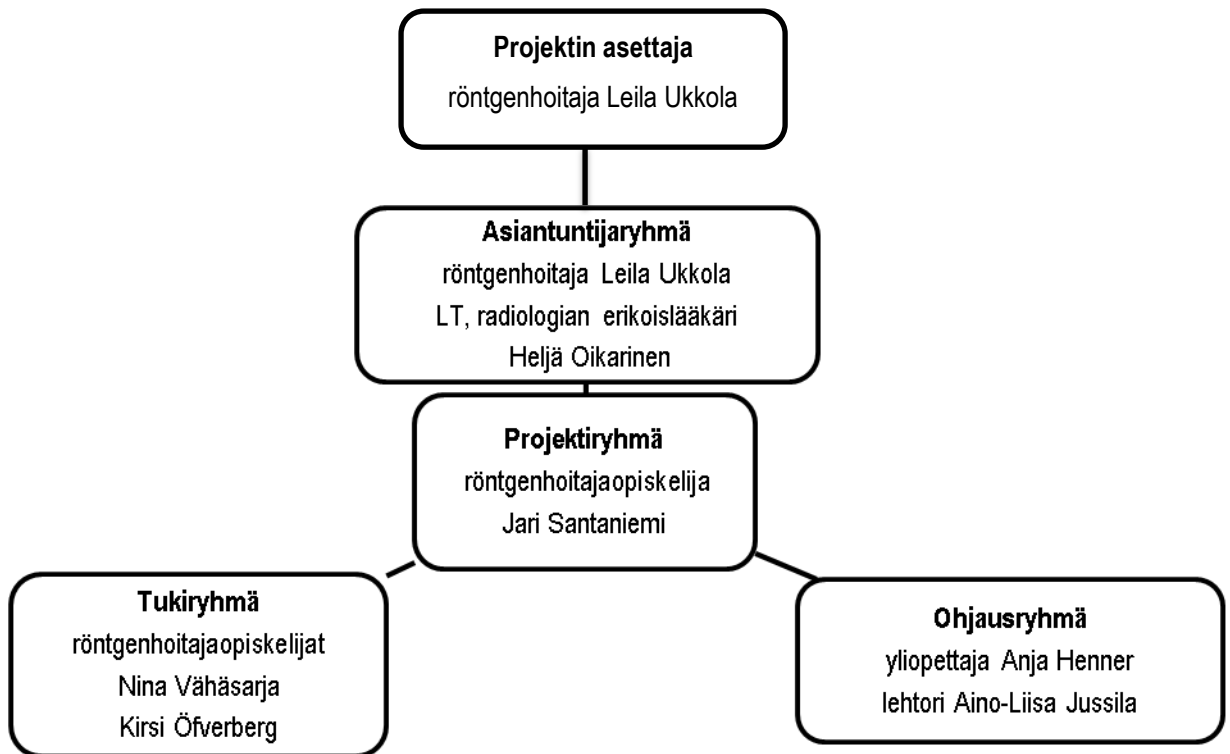 Projektin asettaja
röntgenhoitaja Leila Ukkola
Asiantuntijaryhmä
röntgenhoitaja Leila Ukkola
LT, radiologian erikoislääkäri
Heljä Oikarinen
Projektiryhmä
röntgenhoitajaopiskelija
Jari Santaniemi
Tukiryhmä
röntgenhoitajaopiskelijat
Nina Vähäsarja
Kirsi Öfverberg
Ohjausryhmä
yliopettaja Anja Henner
lehtori Aino-Liisa Jussila